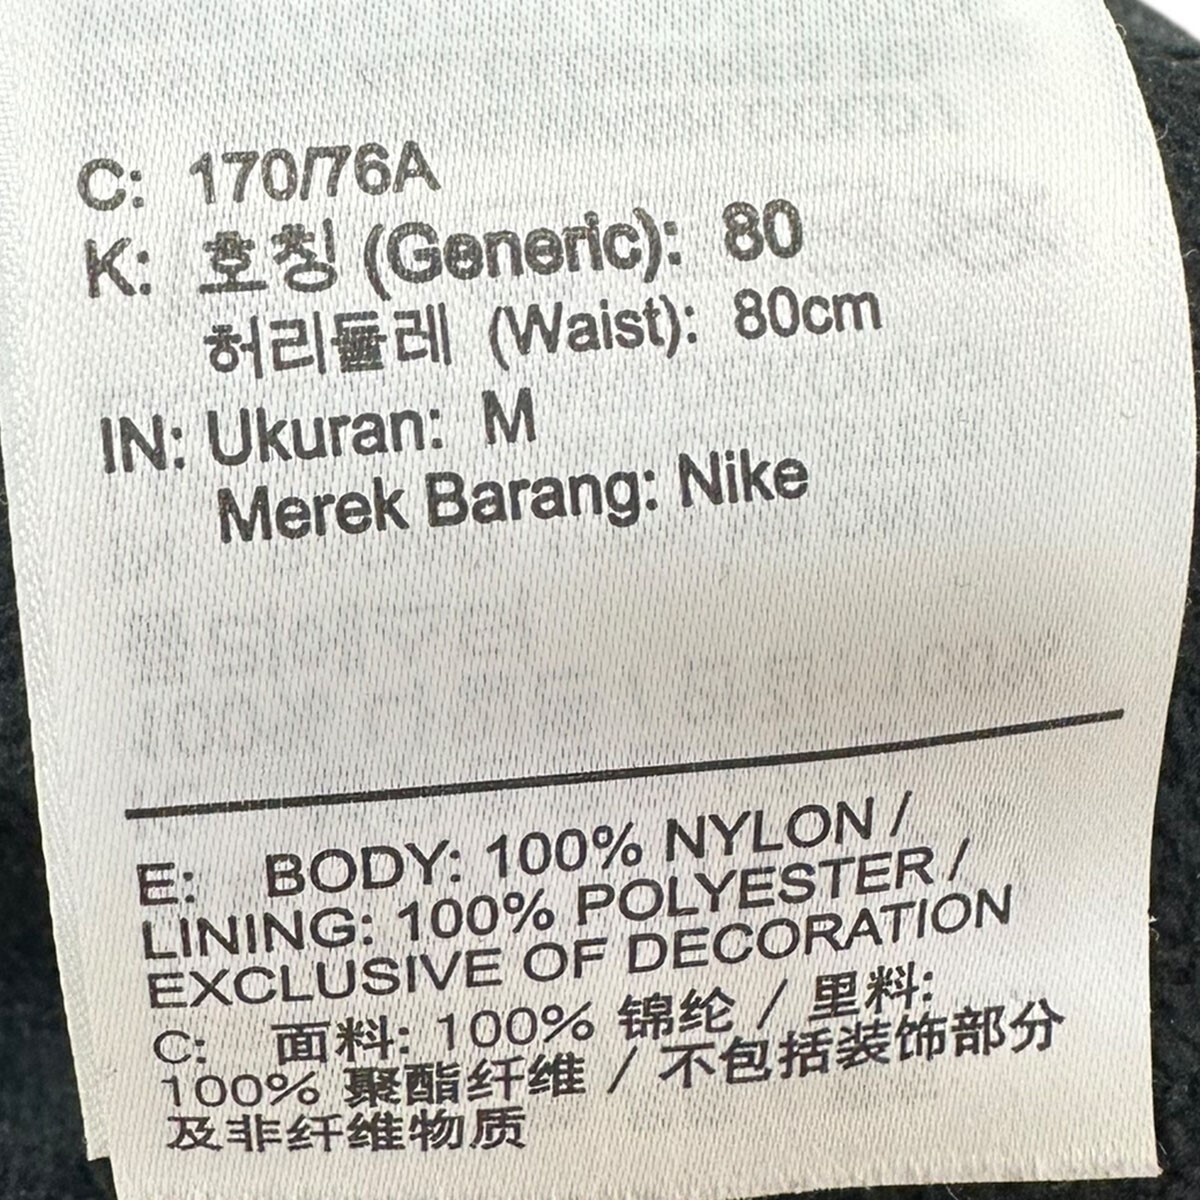 C: 170/76A
K: 호칭 (Generic): 80
허리둘레 (Waist): 80cm
IN: Ukuran: M
Merek Barang: Nike
E: BODY: 100% NYLON /
LINING: 100% POLYESTER /
EXCLUSIVE OF DECORATION
C: 面料: 100% 锦纶 / 里料:
100% 聚酯纤维 / 不包括装饰部分
及非纤维物质